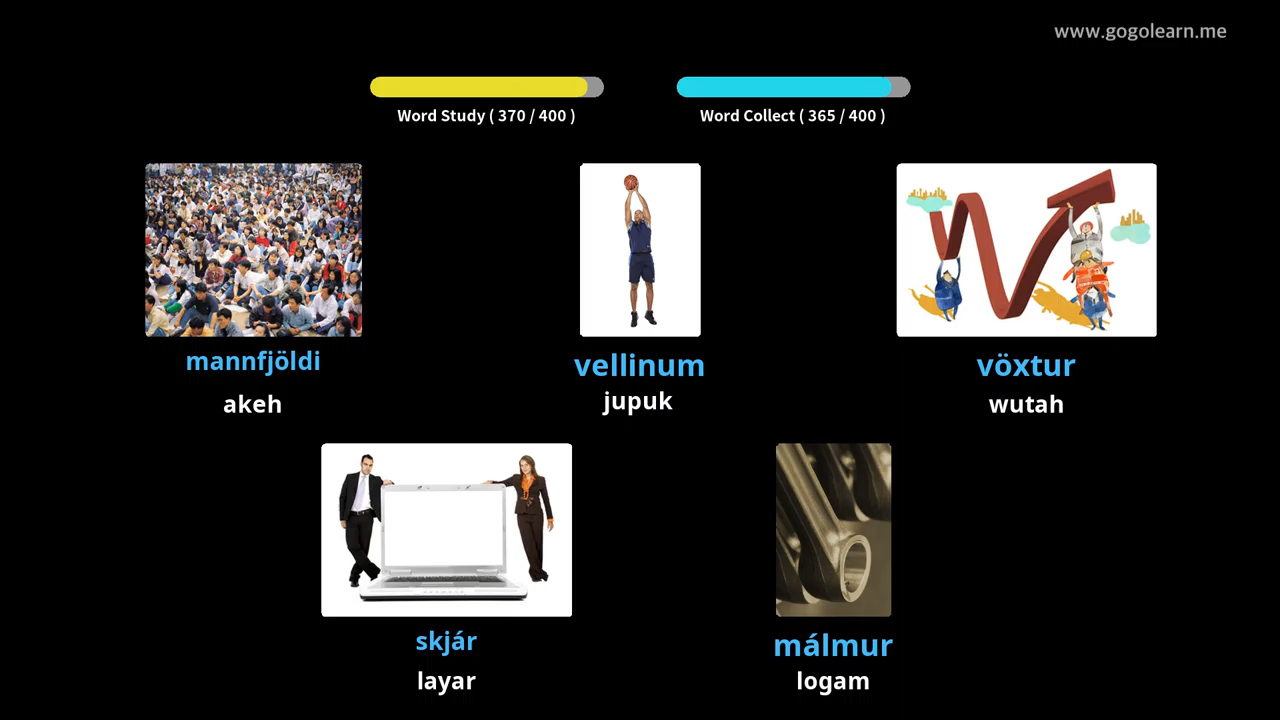 www.gogolearn.me
Word Study ( 370 / 400 )
Word Collect ( 365 / 400 )
mannfjöldi
akeh
vellinum
jupuk
vöxtur
wutah
skjár
layar
málmur
logam